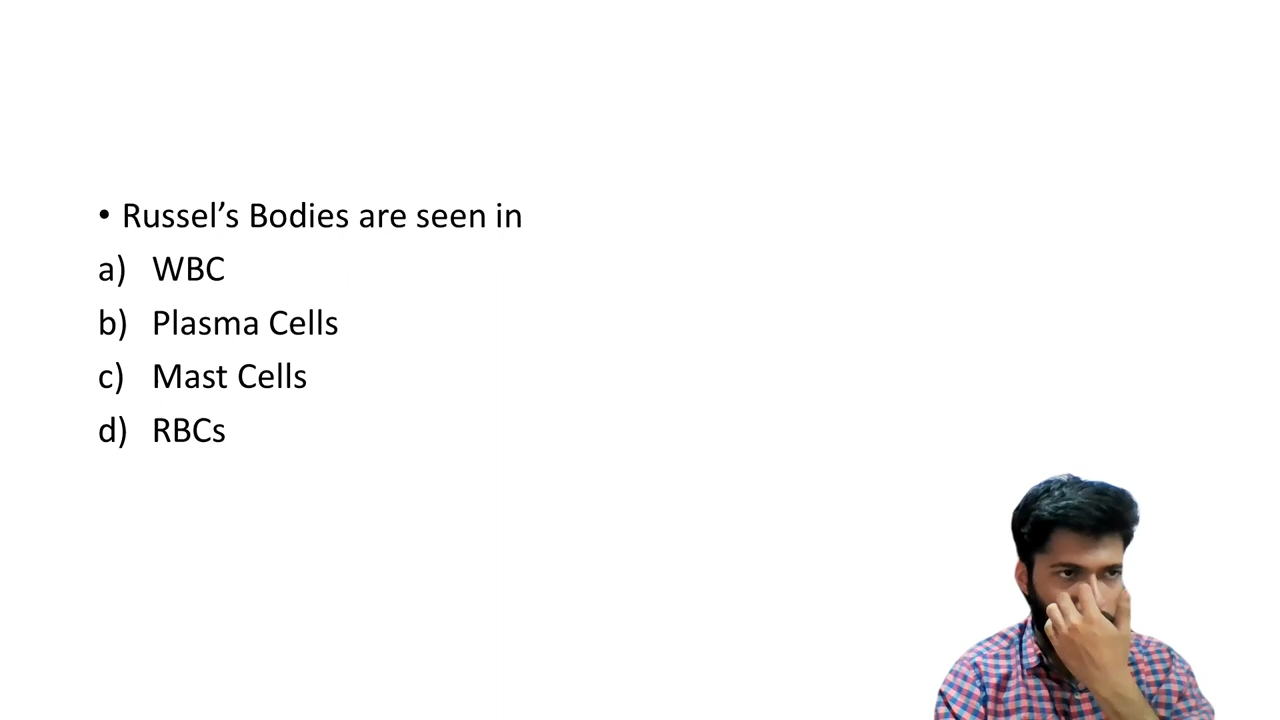 • Russel’s Bodies are seen in
a) WBC
b) Plasma Cells
c) Mast Cells
d) RBCs